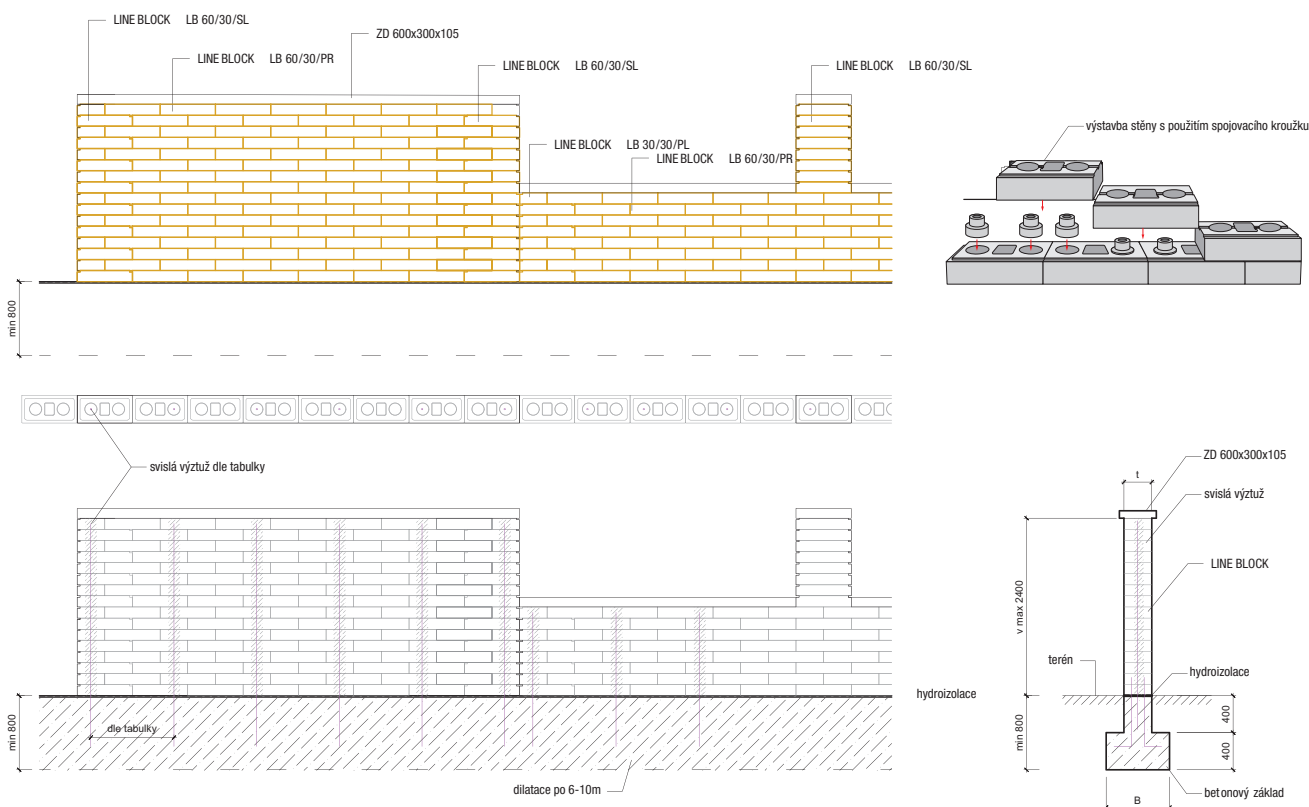 LINE BLOCK LB 60/30/SL
ZD 600x300x105
LINE BLOCK LB 60/30/PR
LINE BLOCK LB 60/30/SL
LINE BLOCK LB 60/30/SL
výstavba stěny s použitím spojovacího kroužku
LINE BLOCK LB 30/30/PL
LINE BLOCK LB 60/30/PR
min 800
svislá výztuž dle tabulky
ZD 600x300x105
t
svislá výztuž
LINE BLOCK
v max 2400
terén
hydroizolace
hydroizolace
min 800
dle tabulky
min 800
400
400
dilatace po 6-10m
betonový základ
B